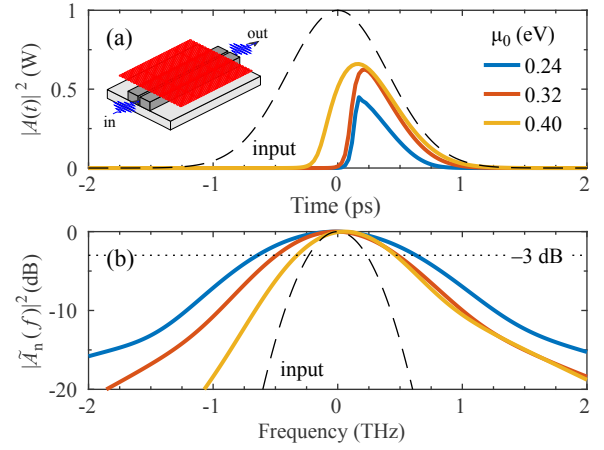 (a)
out
in
μ₀ (eV)
0.24
0.32
0.40
input
|A(t)|² (W)
1
0.5
0
-2
-1
0
1
2
Time (ps)
(b)
−3 dB
input
|Ãₙ(f)|² (dB)
0
-10
-20
-2
-1
0
1
2
Frequency (THz)